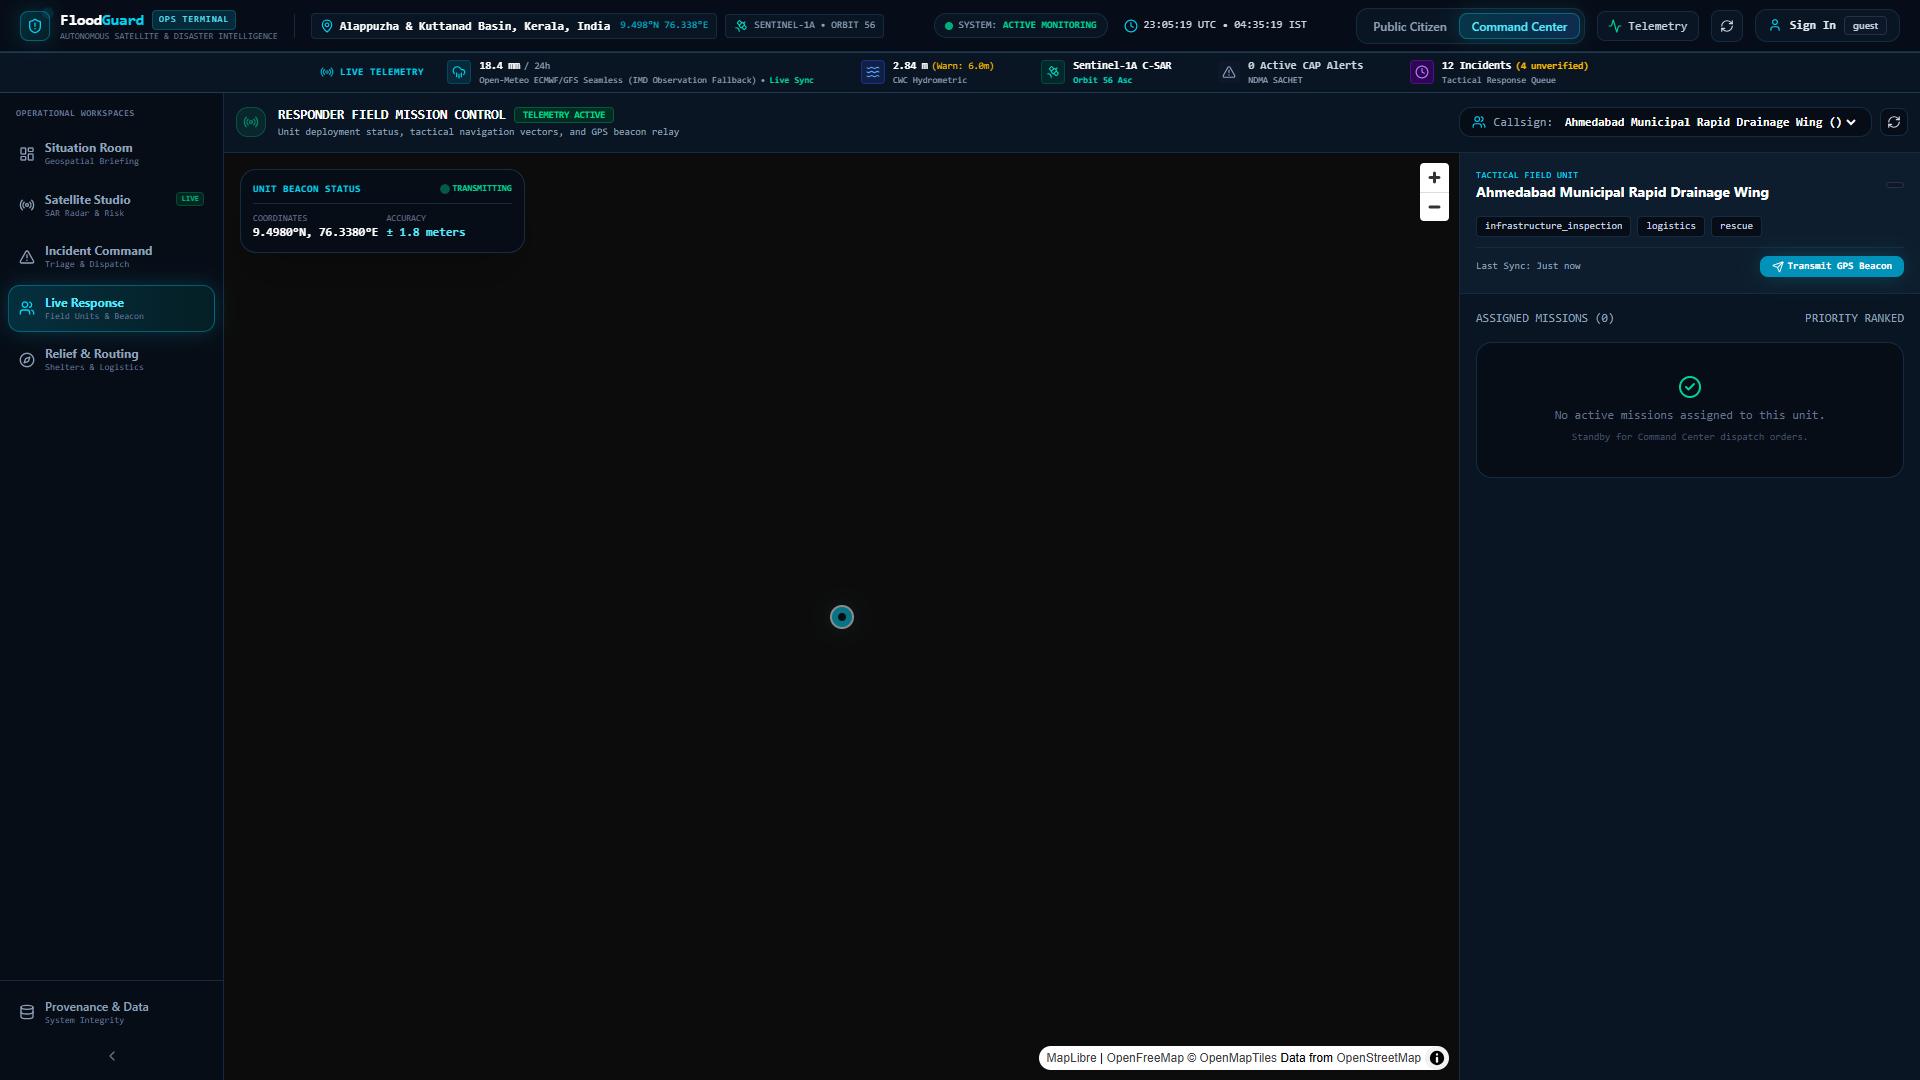 FloodGuard OPS TERMINAL
AUTONOMOUS SATELLITE & DISASTER INTELLIGENCE
Alappuzha & Kuttanad Basin, Kerala, India 9.498°N 76.338°E
SENTINEL-1A • ORBIT 56
SYSTEM: ACTIVE MONITORING
23:05:19 UTC • 04:35:19 IST
Public Citizen
Command Center
Telemetry
Sign In guest
LIVE TELEMETRY
18.4 mm / 24h
Open-Meteo ECMWF/GFS Seamless (IMD Observation Fallback) • Live Sync
2.84 m (Warn: 6.0m)
CWC Hydrometric
Sentinel-1A C-SAR
Orbit 56 Asc
0 Active CAP Alerts
NDMA SACHET
12 Incidents (4 unverified)
Tactical Response Queue
OPERATIONAL WORKSPACES
Situation Room
Geospatial Briefing
Satellite Studio LIVE
SAR Radar & Risk
Incident Command
Triage & Dispatch
Live Response
Field Units & Beacon
Relief & Routing
Shelters & Logistics
Provenance & Data
System Integrity
RESPONDER FIELD MISSION CONTROL TELEMETRY ACTIVE
Unit deployment status, tactical navigation vectors, and GPS beacon relay
Callsign: Ahmedabad Municipal Rapid Drainage Wing ()
UNIT BEACON STATUS TRANSMITTING
COORDINATES ACCURACY
9.4980°N, 76.3380°E ± 1.8 meters
MapLibre | OpenFreeMap © OpenMapTiles Data from OpenStreetMap
TACTICAL FIELD UNIT
Ahmedabad Municipal Rapid Drainage Wing
infrastructure_inspection logistics rescue
Last Sync: Just now
Transmit GPS Beacon
ASSIGNED MISSIONS (0) PRIORITY RANKED
No active missions assigned to this unit.
Standby for Command Center dispatch orders.